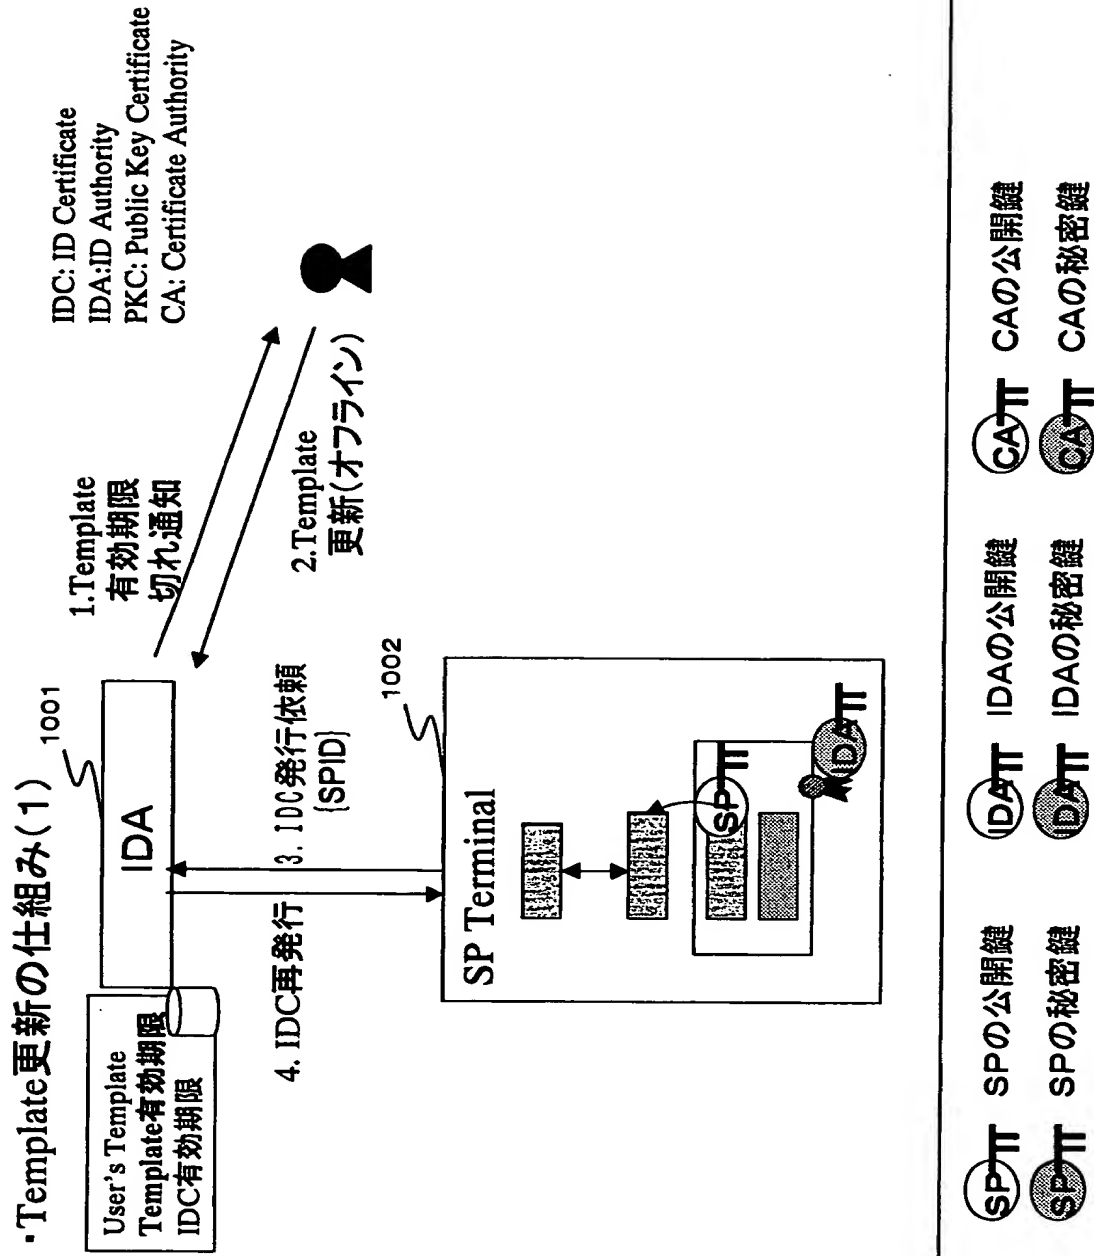 ・Template更新の仕組み(1)
User's Template
Template有効期限
IDC有効期限
IDA
1001
1.Template
有効期限
切れ通知
IDC: ID Certificate
IDA:ID Authority
PKC: Public Key Certificate
CA: Certificate Authority
2.Template
更新(オフライン)
4. IDC再発行
3. IDC発行依頼
{SPID}
1002
SP Terminal
SP
IDA
SP SPの公開鍵
IDA IDAの公開鍵
CA CAの公開鍵
SP SPの秘密鍵
IDA IDAの秘密鍵
CA CAの秘密鍵